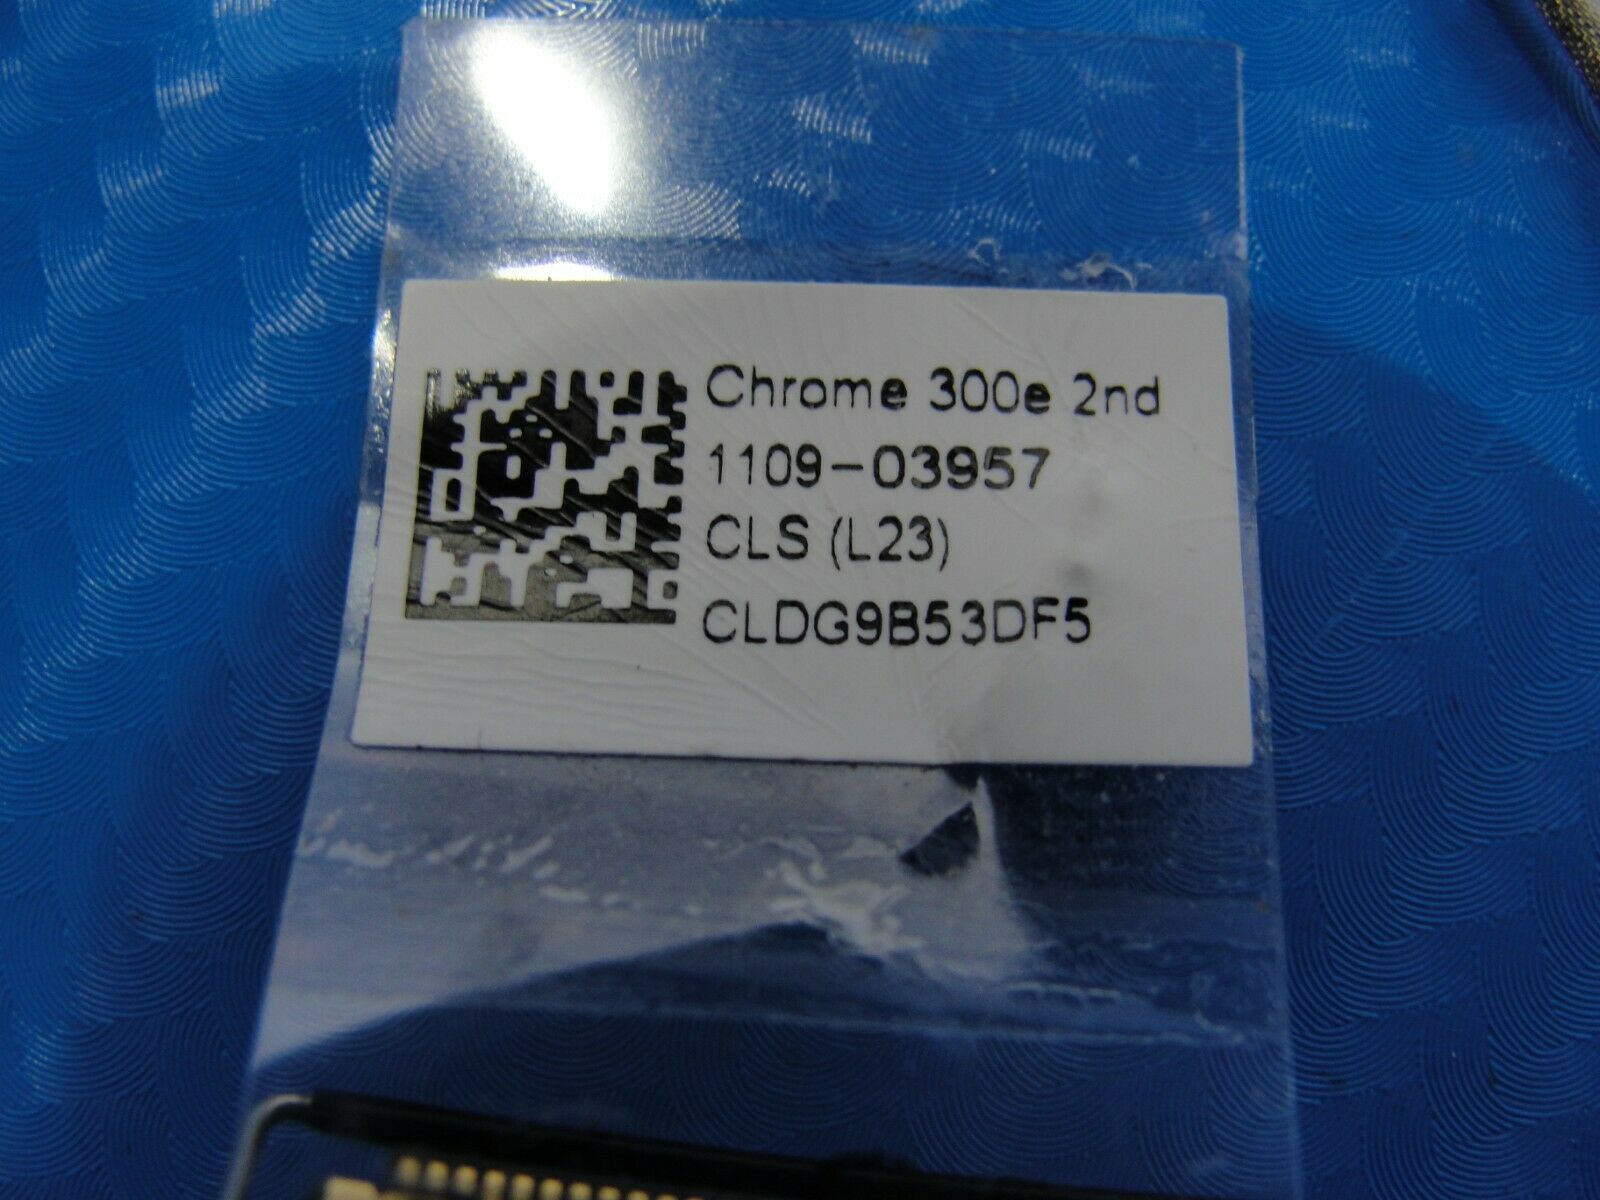 Chrome 300e 2nd
1109-03957
CLS (L23)
CLDG9B53DF5